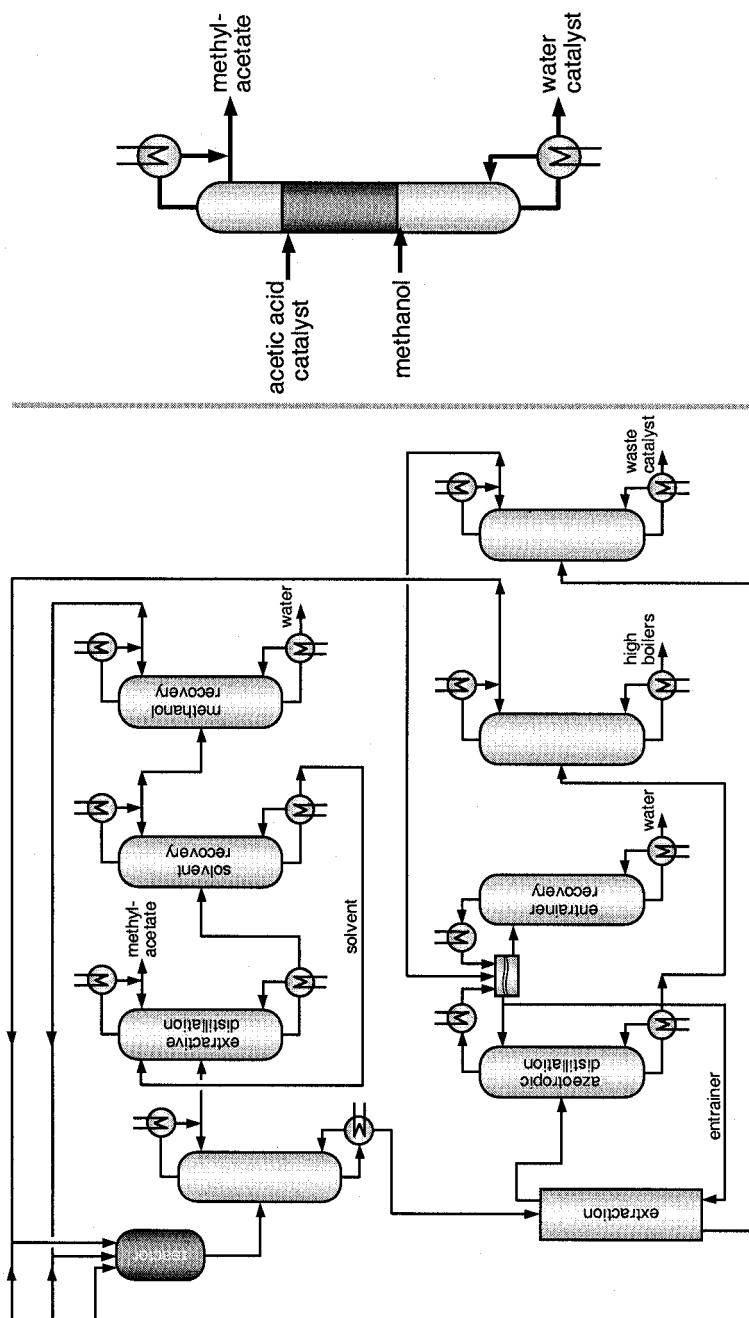 reactor
extractive
distillation
methyl-
acetate
solvent
recovery
solvent
methanol
recovery
water
extraction
azeotropic
distillation
entrainer
entrainer
recovery
water
high
boilers
waste
catalyst
acetic acid
catalyst
methanol
methyl-
acetate
water
catalyst